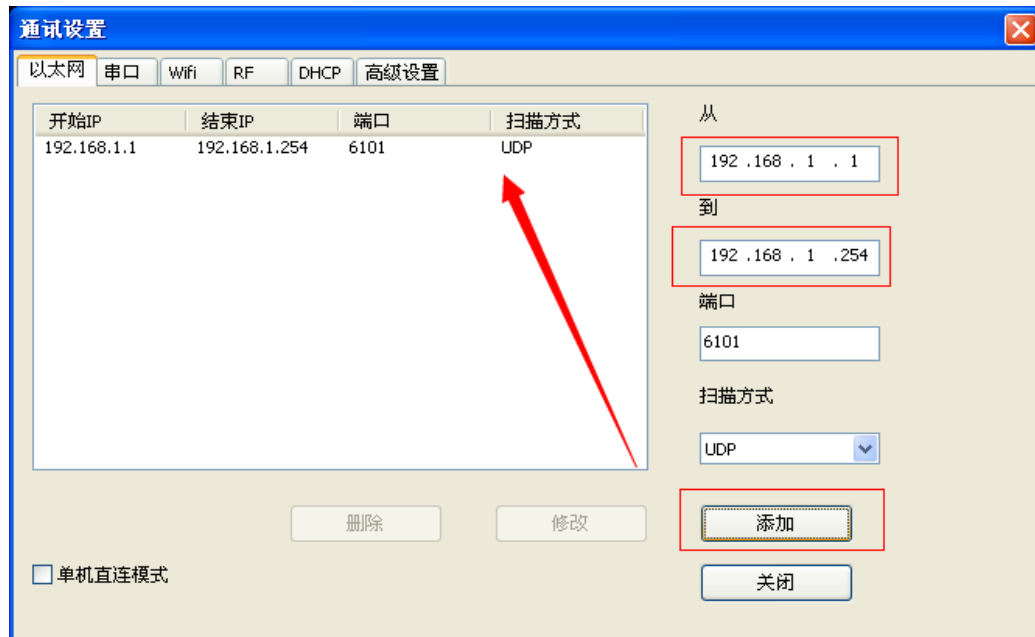 通讯设置
以太网 串口 Wifi RF DHCP 高级设置
开始IP 结束IP 端口 扫描方式
192.168.1.1 192.168.1.254 6101 UDP
从
192 .168 . 1 . 1
到
192 .168 . 1 .254
端口
6101
扫描方式
UDP
删除 修改 添加
单机直连模式
关闭